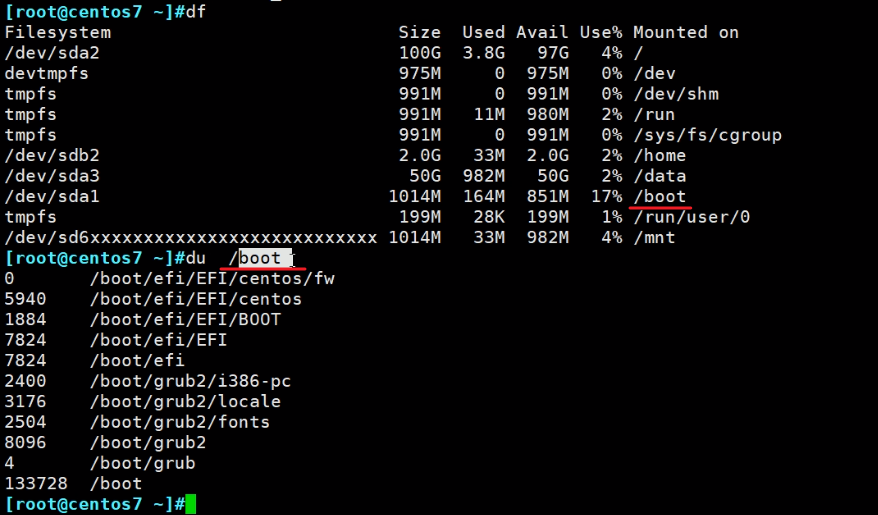 [root@centos7 ~]#df
Filesystem Size Used Avail Use% Mounted on
/dev/sda2 100G 3.8G 97G 4% /
devtmpfs 975M 0 975M 0% /dev
tmpfs 991M 0 991M 0% /dev/shm
tmpfs 991M 11M 980M 2% /run
tmpfs 991M 0 991M 0% /sys/fs/cgroup
/dev/sdb2 2.0G 33M 2.0G 2% /home
/dev/sda3 50G 982M 50G 2% /data
/dev/sda1 1014M 164M 851M 17% /boot
tmpfs 199M 28K 199M 1% /run/user/0
/dev/sd6xxxxxxxxxxxxxxxxxxxxxxxxxxx 1014M 33M 982M 4% /mnt
[root@centos7 ~]#du /boot
0 /boot/efi/EFI/centos/fw
5940 /boot/efi/EFI/centos
1884 /boot/efi/EFI/BOOT
7824 /boot/efi/EFI
7824 /boot/efi
2400 /boot/grub2/i386-pc
3176 /boot/grub2/locale
2504 /boot/grub2/fonts
8096 /boot/grub2
4 /boot/grub
133728 /boot
[root@centos7 ~]#